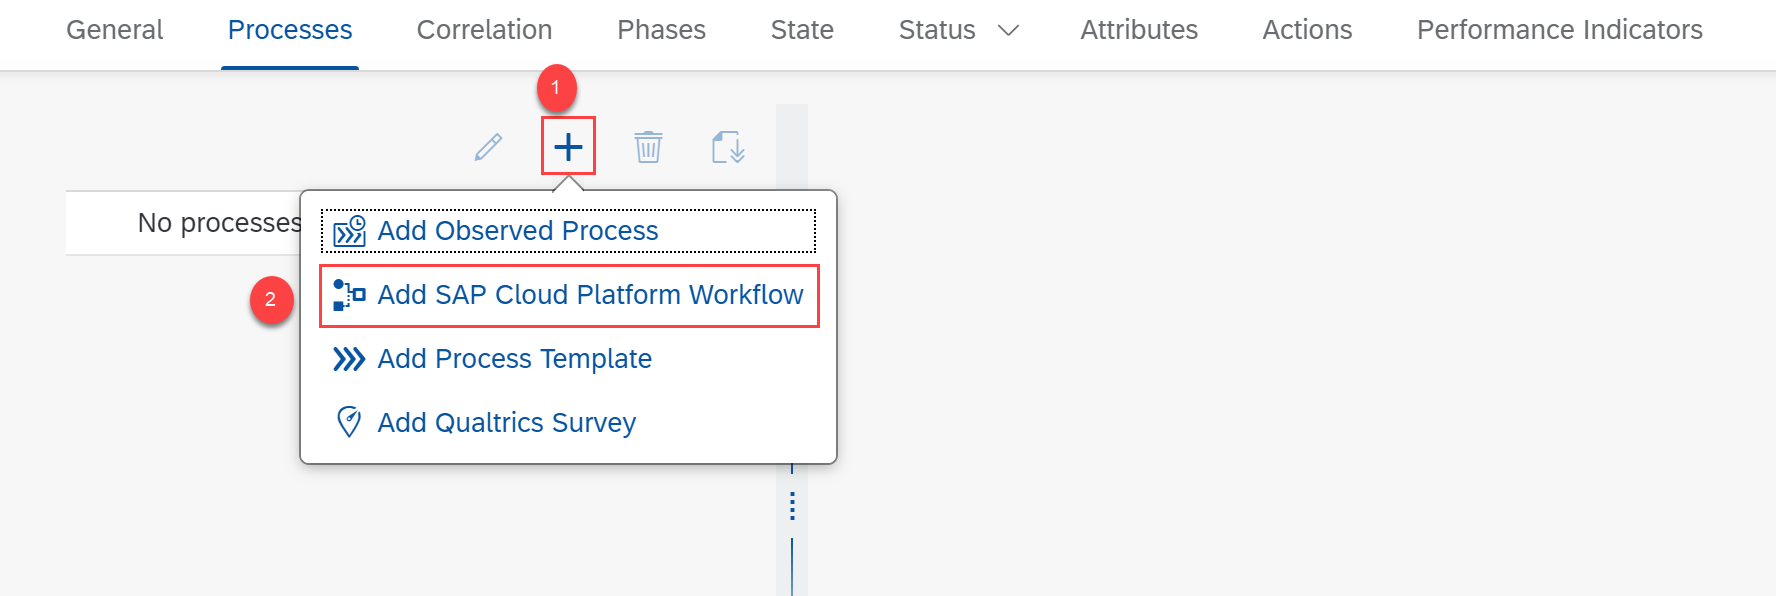 General Processes Correlation Phases State Status Attributes Actions Performance Indicators
1
No processes
Add Observed Process
2
Add SAP Cloud Platform Workflow
Add Process Template
Add Qualtrics Survey